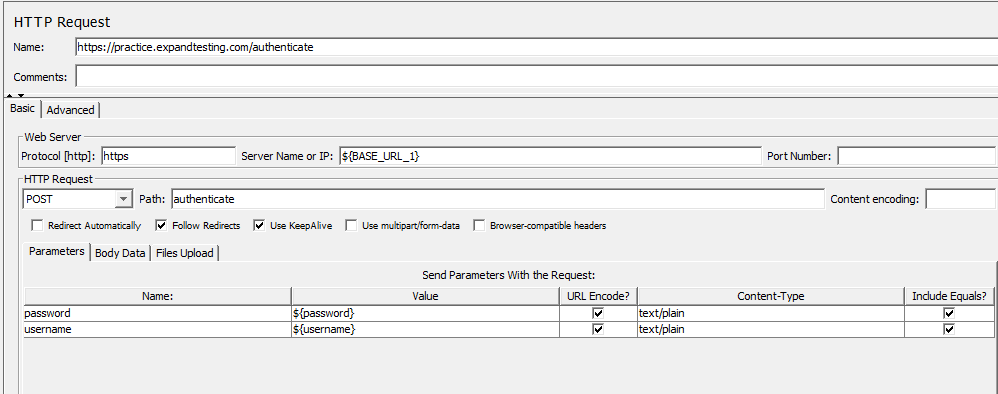 HTTP Request
Name: https://practice.expandtesting.com/authenticate
Comments:
Basic Advanced
Web Server
Protocol [http]: https Server Name or IP: ${BASE_URL_1} Port Number:
HTTP Request
POST Path: authenticate Content encoding:
Redirect Automatically Follow Redirects Use KeepAlive Use multipart/form-data Browser-compatible headers
Parameters Body Data Files Upload
Send Parameters With the Request:
Name: Value URL Encode? Content-Type Include Equals?
password ${password} text/plain
username ${username} text/plain